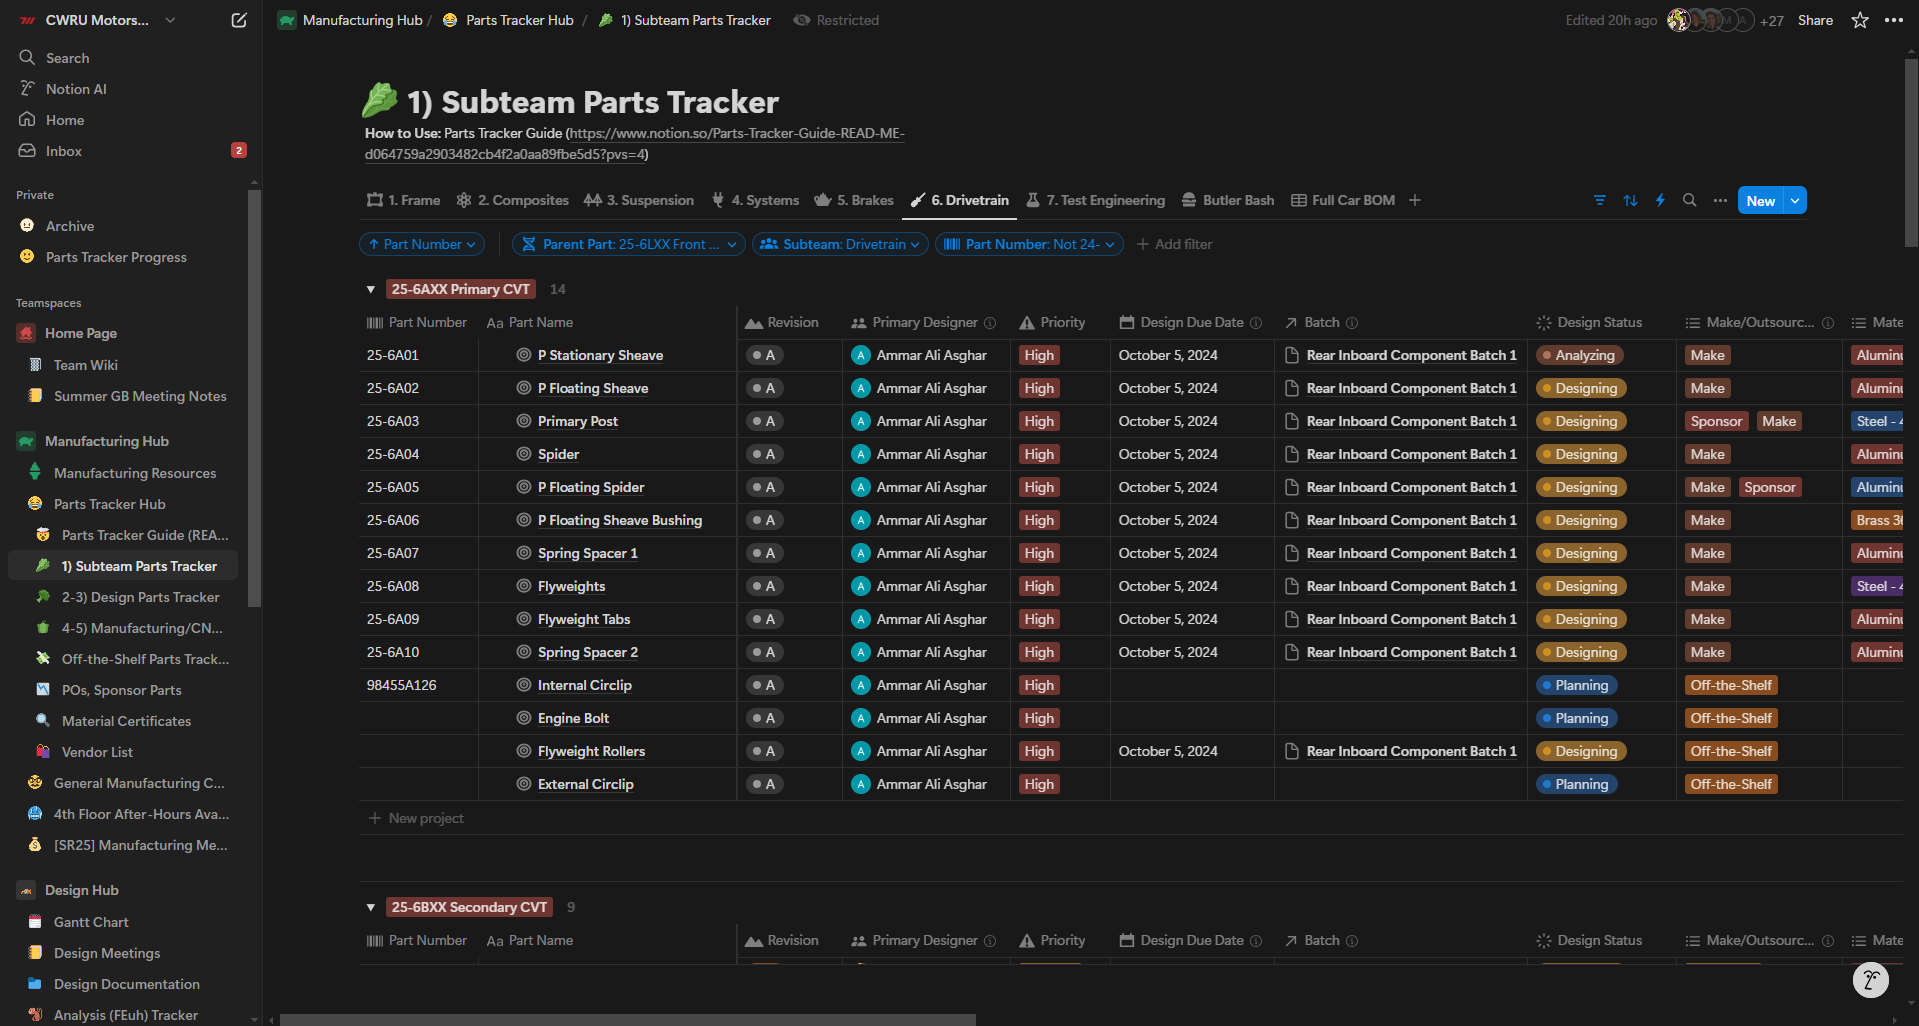 CWRU Motors...
Search
Notion AI
Home
Inbox
2
Private
Archive
Parts Tracker Progress
Teamspaces
Home Page
Team Wiki
Summer GB Meeting Notes
Manufacturing Hub
Manufacturing Resources
Parts Tracker Hub
Parts Tracker Guide (REA...
1) Subteam Parts Tracker
2-3) Design Parts Tracker
4-5) Manufacturing/CN...
Off-the-Shelf Parts Track...
POs, Sponsor Parts
Material Certificates
Vendor List
General Manufacturing C...
4th Floor After-Hours Ava...
[SR25] Manufacturing Me...
Design Hub
Gantt Chart
Design Meetings
Design Documentation
Analysis (FEuh) Tracker
Manufacturing Hub / Parts Tracker Hub / 1) Subteam Parts Tracker Restricted
Edited 20h ago M A +27 Share
1) Subteam Parts Tracker
How to Use: Parts Tracker Guide (https://www.notion.so/Parts-Tracker-Guide-READ-ME-
d064759a2903482cb4f2a0aa89fbe5d5?pvs=4)
1. Frame 2. Composites 3. Suspension 4. Systems 5. Brakes 6. Drivetrain 7. Test Engineering Butler Bash Full Car BOM New
Part Number Parent Part: 25-6LXX Front ... Subteam: Drivetrain Part Number: Not 24- Add filter
25-6AXX Primary CVT 14
Part Number Aa Part Name Revision Primary Designer Priority Design Due Date Batch Design Status Make/Outsourc... Mate
25-6A01 P Stationary Sheave A A Ammar Ali Asghar High October 5, 2024 Rear Inboard Component Batch 1 Analyzing Make Aluminu
25-6A02 P Floating Sheave A A Ammar Ali Asghar High October 5, 2024 Rear Inboard Component Batch 1 Designing Make Aluminu
25-6A03 Primary Post A A Ammar Ali Asghar High October 5, 2024 Rear Inboard Component Batch 1 Designing Sponsor Make Steel - 4
25-6A04 Spider A A Ammar Ali Asghar High October 5, 2024 Rear Inboard Component Batch 1 Designing Make Aluminu
25-6A05 P Floating Spider A A Ammar Ali Asghar High October 5, 2024 Rear Inboard Component Batch 1 Designing Make Sponsor Aluminu
25-6A06 P Floating Sheave Bushing A A Ammar Ali Asghar High October 5, 2024 Rear Inboard Component Batch 1 Designing Make Brass 36
25-6A07 Spring Spacer 1 A A Ammar Ali Asghar High October 5, 2024 Rear Inboard Component Batch 1 Designing Make Aluminu
25-6A08 Flyweights A A Ammar Ali Asghar High October 5, 2024 Rear Inboard Component Batch 1 Designing Make Steel - 4
25-6A09 Flyweight Tabs A A Ammar Ali Asghar High October 5, 2024 Rear Inboard Component Batch 1 Designing Make Aluminu
25-6A10 Spring Spacer 2 A A Ammar Ali Asghar High October 5, 2024 Rear Inboard Component Batch 1 Designing Make Aluminu
98455A126 Internal Circlip A A Ammar Ali Asghar High Planning Off-the-Shelf
Engine Bolt A A Ammar Ali Asghar High Planning Off-the-Shelf
Flyweight Rollers A A Ammar Ali Asghar High October 5, 2024 Rear Inboard Component Batch 1 Designing Off-the-Shelf
External Circlip A A Ammar Ali Asghar High Planning Off-the-Shelf
New project
25-6BXX Secondary CVT 9
Part Number Aa Part Name Revision Primary Designer Priority Design Due Date Batch Design Status Make/Outsourc... Mate